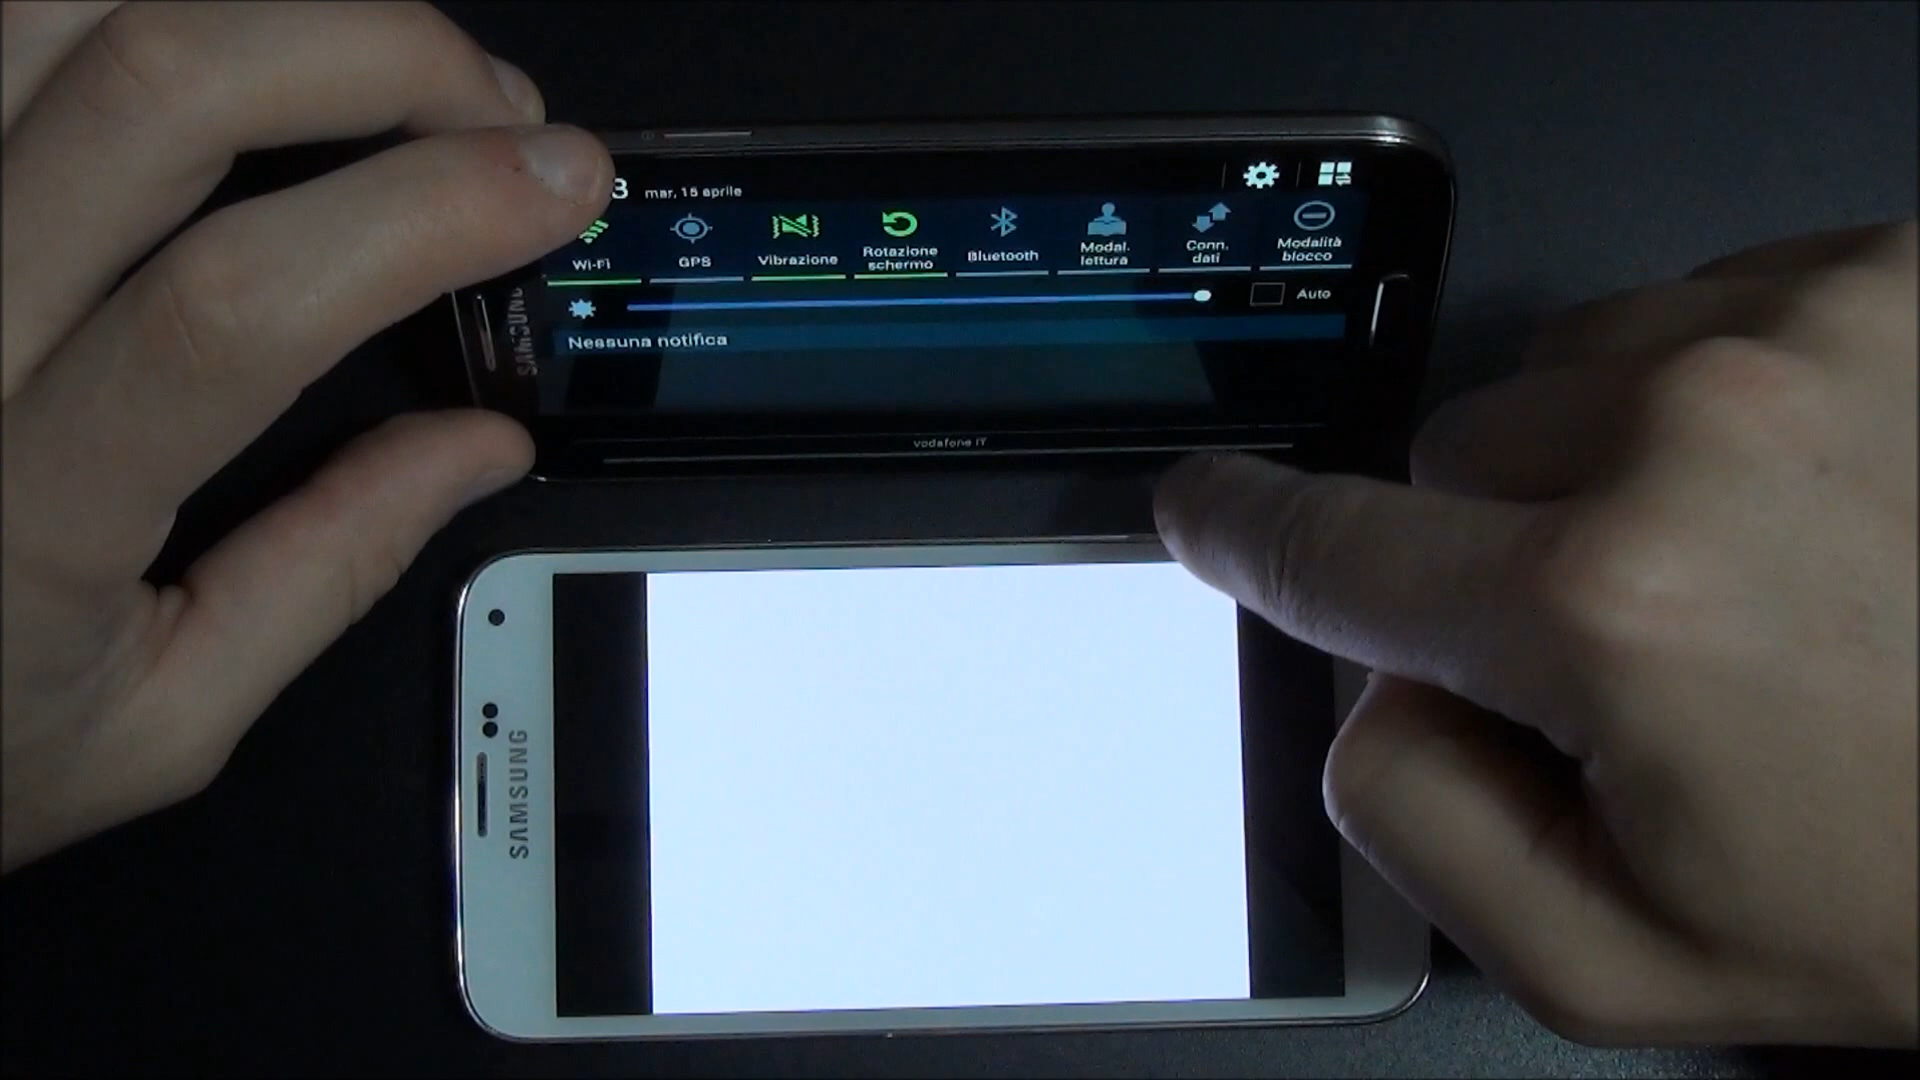 3 mar, 15 aprile
Wi-Fi
GPS
Vibrazione
Rotazione
schermo
Bluetooth
Modal.
lettura
Conn.
dati
Modalità
blocco
Auto
Nessuna notifica
vodafone IT
SAMSUNG
SAMSUNG